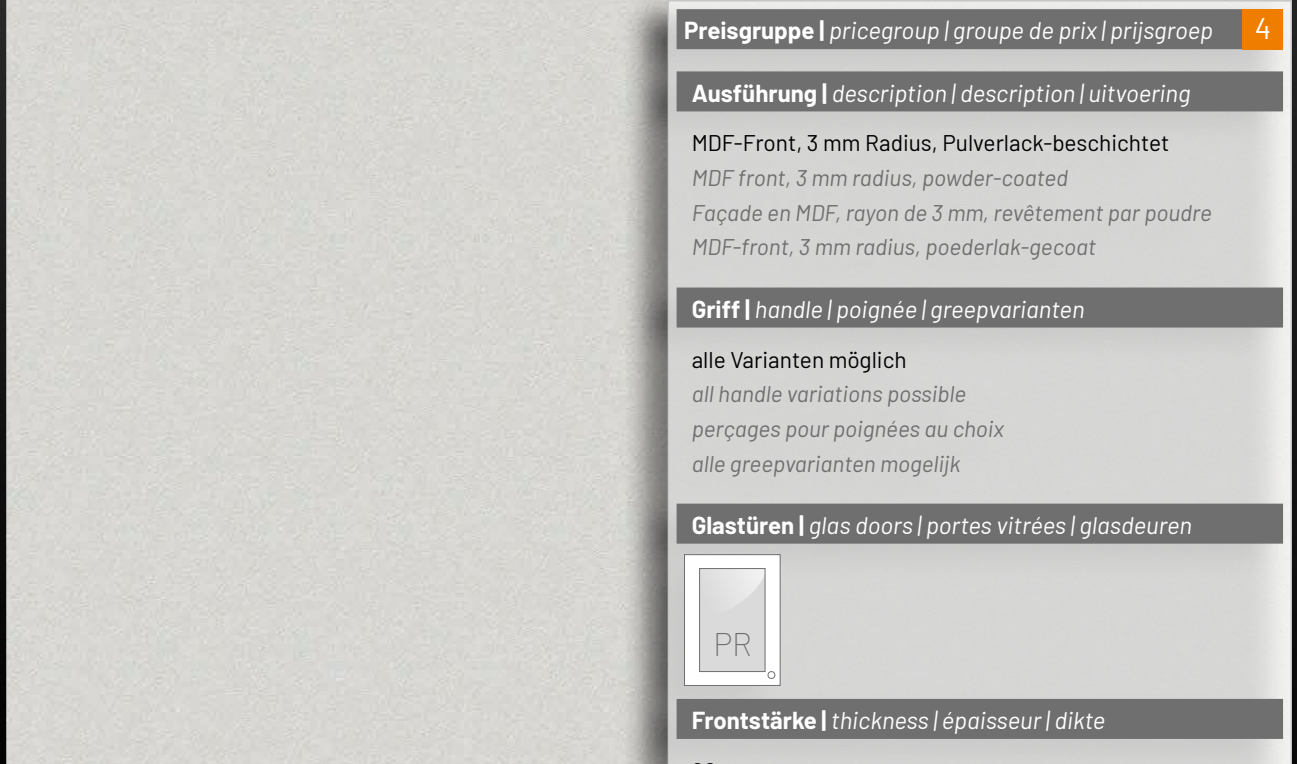 Preisgruppe | pricegroup | groupe de prix | prijsgroep 4
Ausführung | description | description | uitvoering
MDF-Front, 3 mm Radius, Pulverlack-beschichtet
MDF front, 3 mm radius, powder-coated
Façade en MDF, rayon de 3 mm, revêtement par poudre
MDF-front, 3 mm radius, poederlak-gecoat
Griff | handle | poignée | greepvarianten
alle Varianten möglich
all handle variations possible
perçages pour poignées au choix
alle greepvarianten mogelijk
Glastüren | glas doors | portes vitrées | glasdeuren
PR
Frontstärke | thickness | épaisseur | dikte